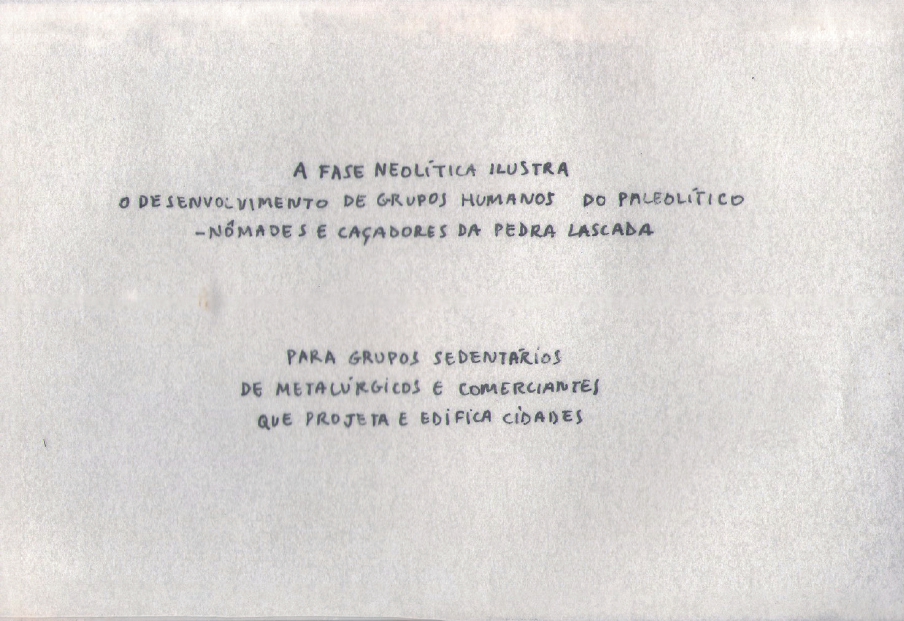 A FASE NEOLÍTICA ILUSTRA
O DESENVOLVIMENTO DE GRUPOS HUMANOS DO PALEOLÍTICO
-NÔMADES E CAÇADORES DA PEDRA LASCADA
PARA GRUPOS SEDENTÁRIOS
DE METALÚRGICOS E COMERCIANTES
QUE PROJETA E EDIFICA CIDADES